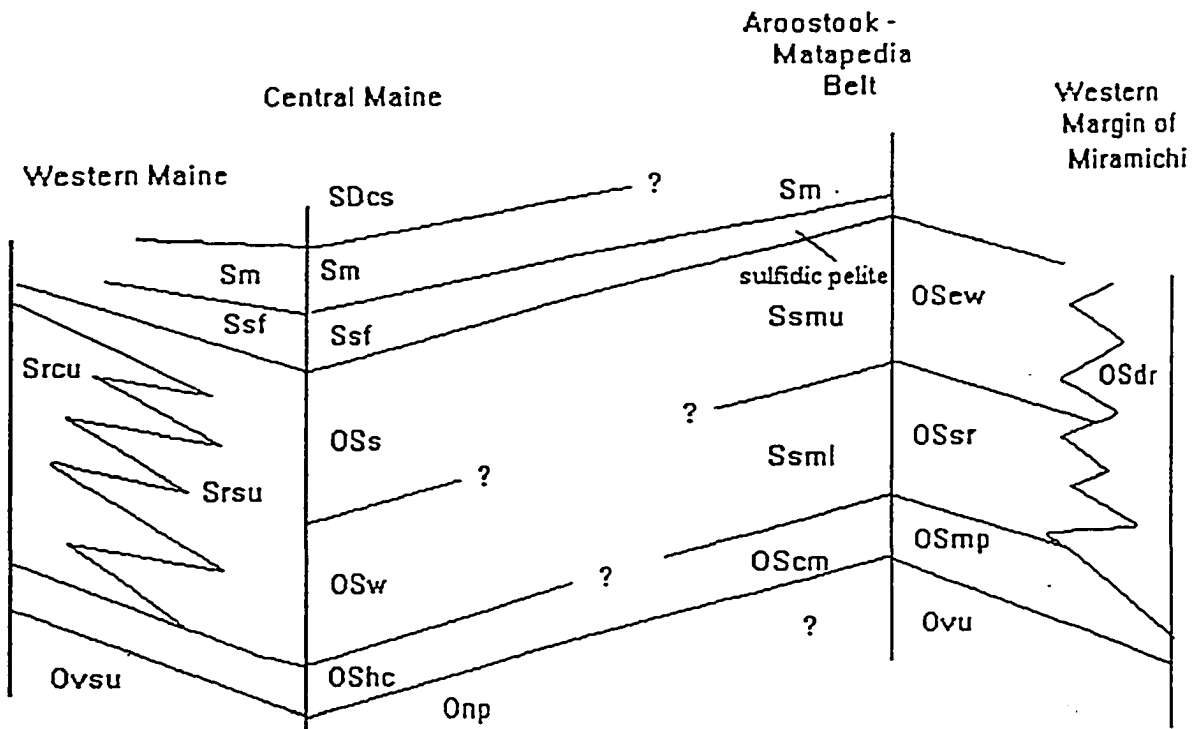 Aroostook -
Matapedia
Belt
Central Maine
Western
Margin of
Miramichi
Western Maine
SDcs
?
Sm
Sm
Sm
sulfidic pelite
Ssf
Ssf
Ssmu
OSew
Srcu
OSdr
?
OSs
OSsr
Ssml
?
Srsu
OSmp
OScm
OSw
?
?
Ovu
OShc
Ovsu
Onp